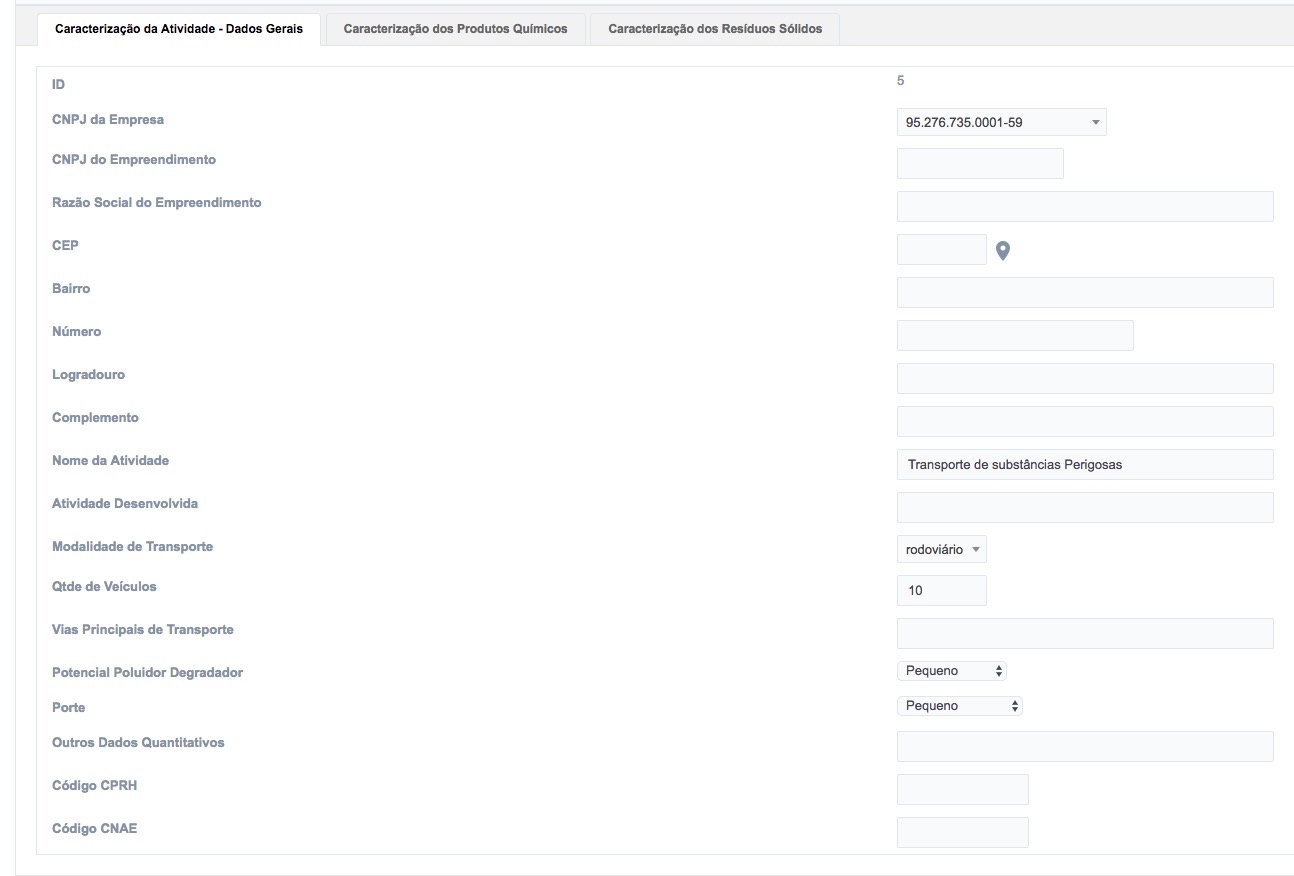 Caracterização da Atividade - Dados Gerais Caracterização dos Produtos Químicos Caracterização dos Resíduos Sólidos
ID 5
CNPJ da Empresa 95.276.735.0001-59
CNPJ do Empreendimento
Razão Social do Empreendimento
CEP
Bairro
Número
Logradouro
Complemento
Nome da Atividade Transporte de substâncias Perigosas
Atividade Desenvolvida
Modalidade de Transporte rodoviário
Qtde de Veículos 10
Vias Principais de Transporte
Potencial Poluidor Degradador Pequeno
Porte Pequeno
Outros Dados Quantitativos
Código CPRH
Código CNAE